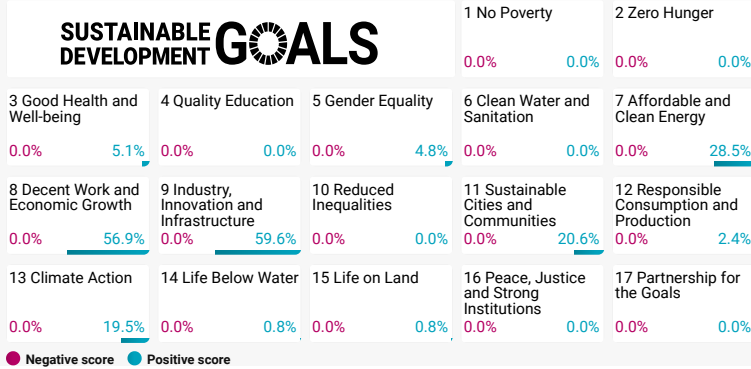 SUSTAINABLE
DEVELOPMENT
GOALS
1 No Poverty
0.0% 0.0%
2 Zero Hunger
0.0% 0.0%
3 Good Health and
Well-being
0.0% 5.1%
4 Quality Education
0.0% 0.0%
5 Gender Equality
0.0% 4.8%
6 Clean Water and
Sanitation
0.0% 0.0%
7 Affordable and
Clean Energy
0.0% 28.5%
8 Decent Work and
Economic Growth
0.0% 56.9%
9 Industry,
Innovation and
Infrastructure
0.0% 59.6%
10 Reduced
Inequalities
0.0% 0.0%
11 Sustainable
Cities and
Communities
0.0% 20.6%
12 Responsible
Consumption and
Production
0.0% 2.4%
13 Climate Action
0.0% 19.5%
14 Life Below Water
0.0% 0.8%
15 Life on Land
0.0% 0.8%
16 Peace, Justice
and Strong
Institutions
0.0% 0.0%
17 Partnership for
the Goals
0.0% 0.0%
Negative score Positive score